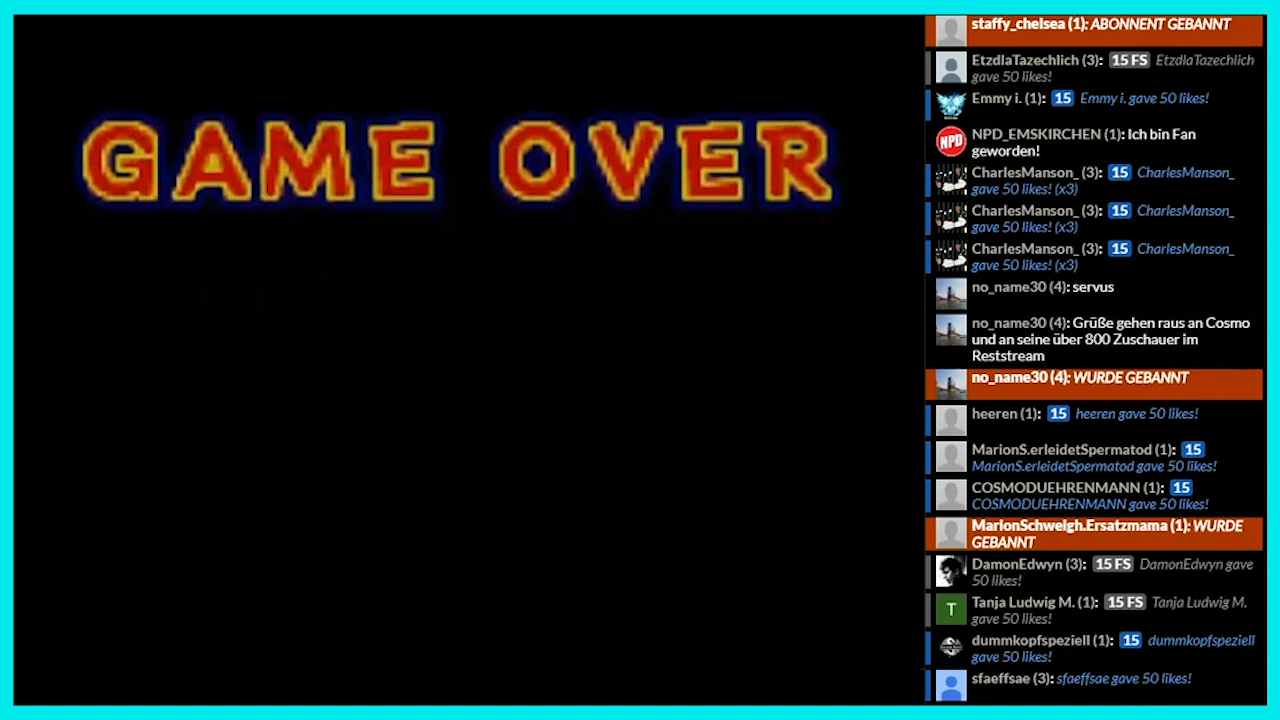 GAME OVER
staffy_chelsea (1): ABONNENT GEBANNT
EtzdlaTazechlich (3): 15 FS EtzdlaTazechlich
gave 50 likes!
Emmy i. (1): 15 Emmy i. gave 50 likes!
NPD
NPD_EMSKIRCHEN (1): Ich bin Fan
geworden!
CharlesManson_ (3): 15 CharlesManson_
gave 50 likes! (x3)
CharlesManson_ (3): 15 CharlesManson_
gave 50 likes! (x3)
CharlesManson_ (3): 15 CharlesManson_
gave 50 likes! (x3)
no_name30 (4): servus
no_name30 (4): Grüße gehen raus an Cosmo
und an seine über 800 Zuschauer im
Reststream
no_name30 (4): WURDE GEBANNT
heeren (1): 15 heeren gave 50 likes!
MarionS.erleidetSpermatod (1): 15
MarionS.erleidetSpermatod gave 50 likes!
COSMODUEHRENMANN (1): 15
COSMODUEHRENMANN gave 50 likes!
MarionSchweigh.Ersatzmama (1): WURDE
GEBANNT
DamonEdwyn (3): 15 FS DamonEdwyn gave
50 likes!
T
Tanja Ludwig M. (1): 15 FS Tanja Ludwig M.
gave 50 likes!
dummkopfspeziell (1): 15 dummkopfspeziell
gave 50 likes!
sfaeffsae (3): sfaeffsae gave 50 likes!